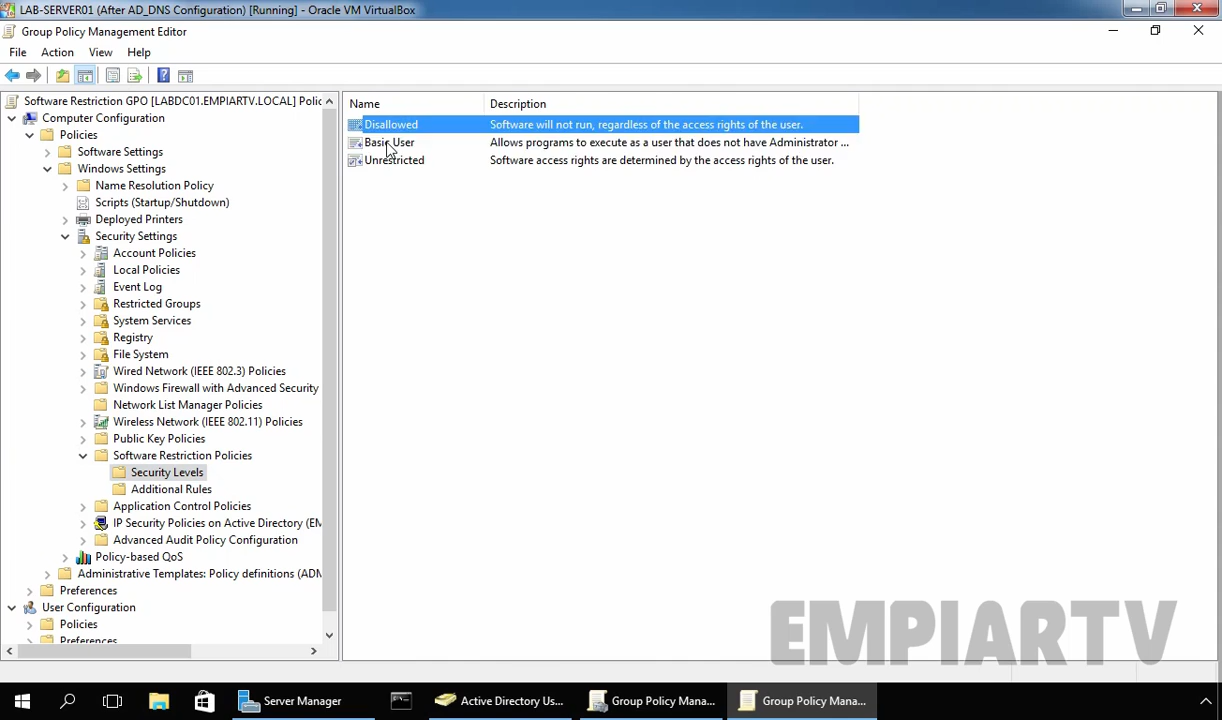 LAB-SERVER01 (After AD_DNS Configuration) [Running] - Oracle VM VirtualBox
Group Policy Management Editor
File Action View Help
Software Restriction GPO [LABDC01.EMPIARTV.LOCAL] Polic
Computer Configuration
Policies
Software Settings
Windows Settings
Name Resolution Policy
Scripts (Startup/Shutdown)
Deployed Printers
Security Settings
Account Policies
Local Policies
Event Log
Restricted Groups
System Services
Registry
File System
Wired Network (IEEE 802.3) Policies
Windows Firewall with Advanced Security
Network List Manager Policies
Wireless Network (IEEE 802.11) Policies
Public Key Policies
Software Restriction Policies
Security Levels
Additional Rules
Application Control Policies
IP Security Policies on Active Directory (EM
Advanced Audit Policy Configuration
Policy-based QoS
Administrative Templates: Policy definitions (ADM
Preferences
User Configuration
Policies
Preferences
Name Description
Disallowed Software will not run, regardless of the access rights of the user.
Basic User Allows programs to execute as a user that does not have Administrator ...
Unrestricted Software access rights are determined by the access rights of the user.
EMPIARTV
Server Manager Active Directory Us... Group Policy Mana... Group Policy Mana...